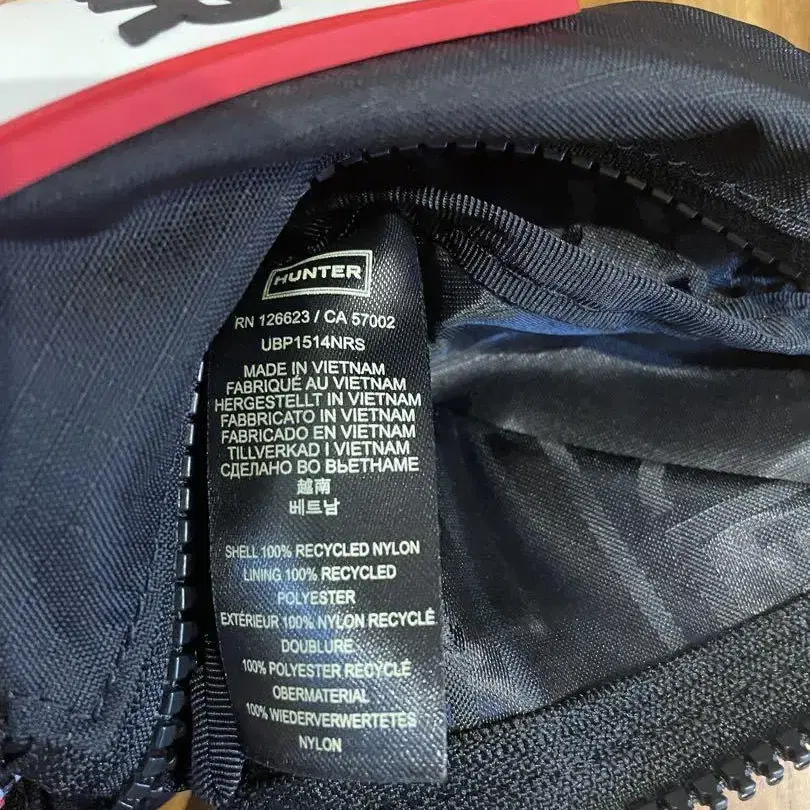 HUNTER
RN 126623 / CA 57002
UBP1514NRS
MADE IN VIETNAM
FABRIQUÉ AU VIETNAM
HERGESTELLT IN VIETNAM
FABBRICATO IN VIETNAM
FABRICADO EN VIETNAM
TILLVERKAD I VIETNAM
СДЕЛАНО ВО ВЬЕТНАМЕ
越南
베트남
SHELL 100% RECYCLED NYLON
LINING 100% RECYCLED
POLYESTER
EXTÉRIEUR 100% NYLON RECYCLÉ
DOUBLURE
100% POLYESTER RECYCLÉ
OBERMATERIAL
100% WIEDERVERWERTETES
NYLON